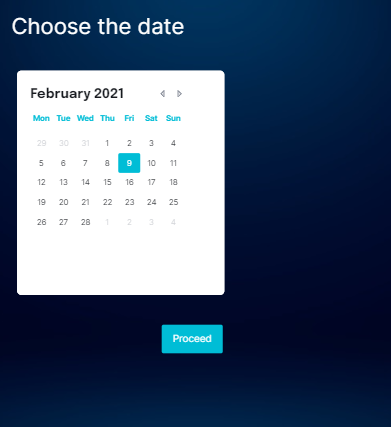 Choose the date
February 2021
Mon Tue Wed Thu Fri Sat Sun
29 30 31 1 2 3 4
5 6 7 8 9 10 11
12 13 14 15 16 17 18
19 20 21 22 23 24 25
26 27 28 1 2 3 4
Proceed